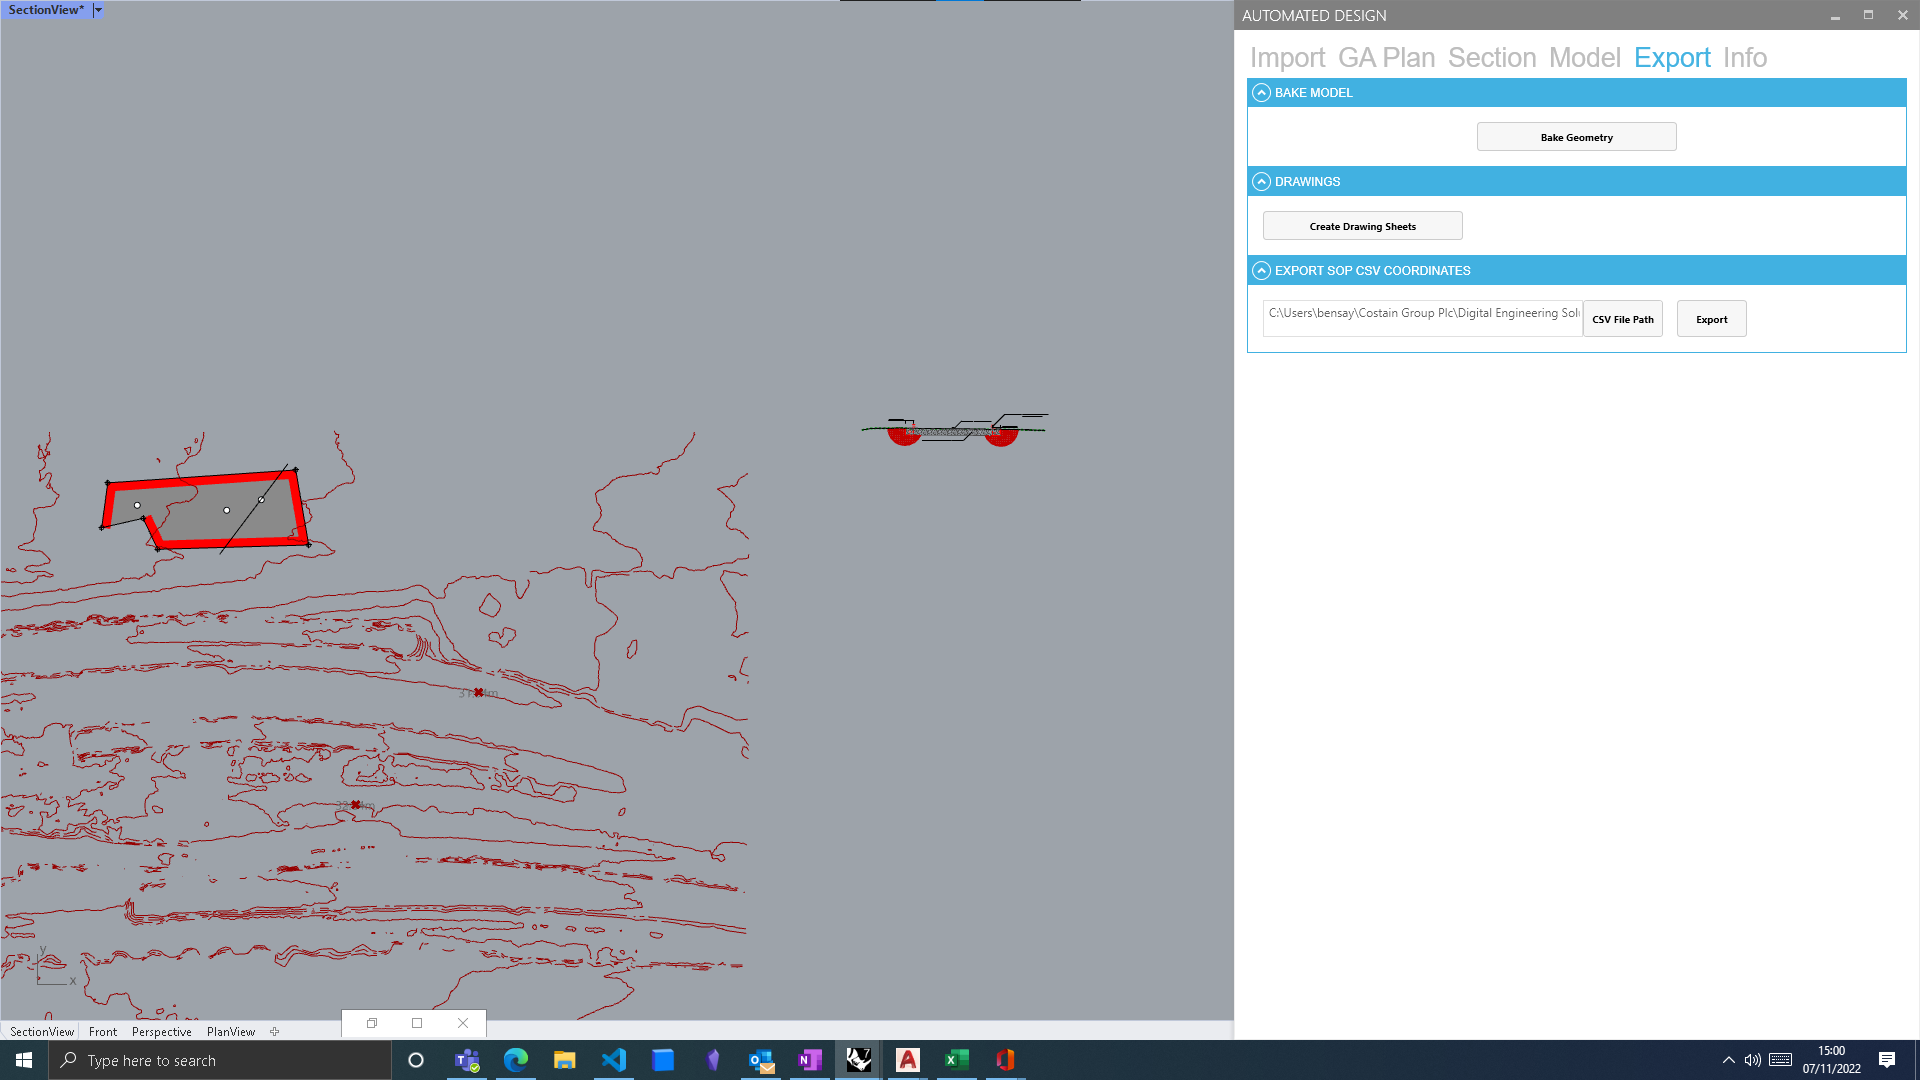 SectionView*
AUTOMATED DESIGN
Import GA Plan Section Model Export Info
BAKE MODEL
Bake Geometry
DRAWINGS
Create Drawing Sheets
EXPORT SOP CSV COORDINATES
C:\Users\bensay\Costain Group Plc\Digital Engineering
CSV File Path
Export
y
x
SectionView Front Perspective PlanView
Type here to search
15:00
07/11/2022